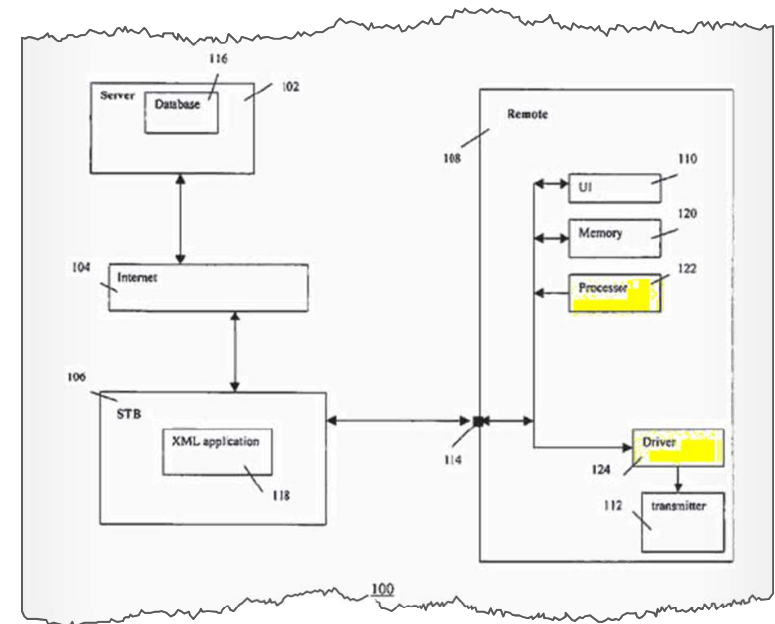 116
Server
Database
102
Remote
108
110
UI
120
Memory
104
Internet
122
Processor
106
STB
XML application
118
114
Driver
124
112
transmitter
100